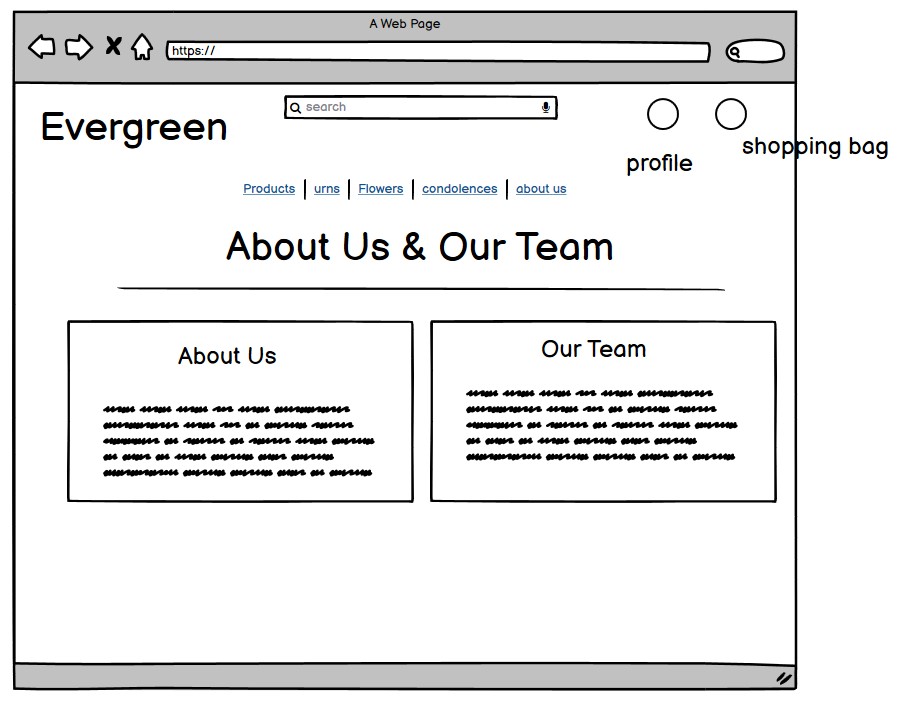 A Web Page
https://
search
Evergreen
profile
shopping bag
Products | urns | Flowers | condolences | about us
About Us & Our Team
About Us
Our Team